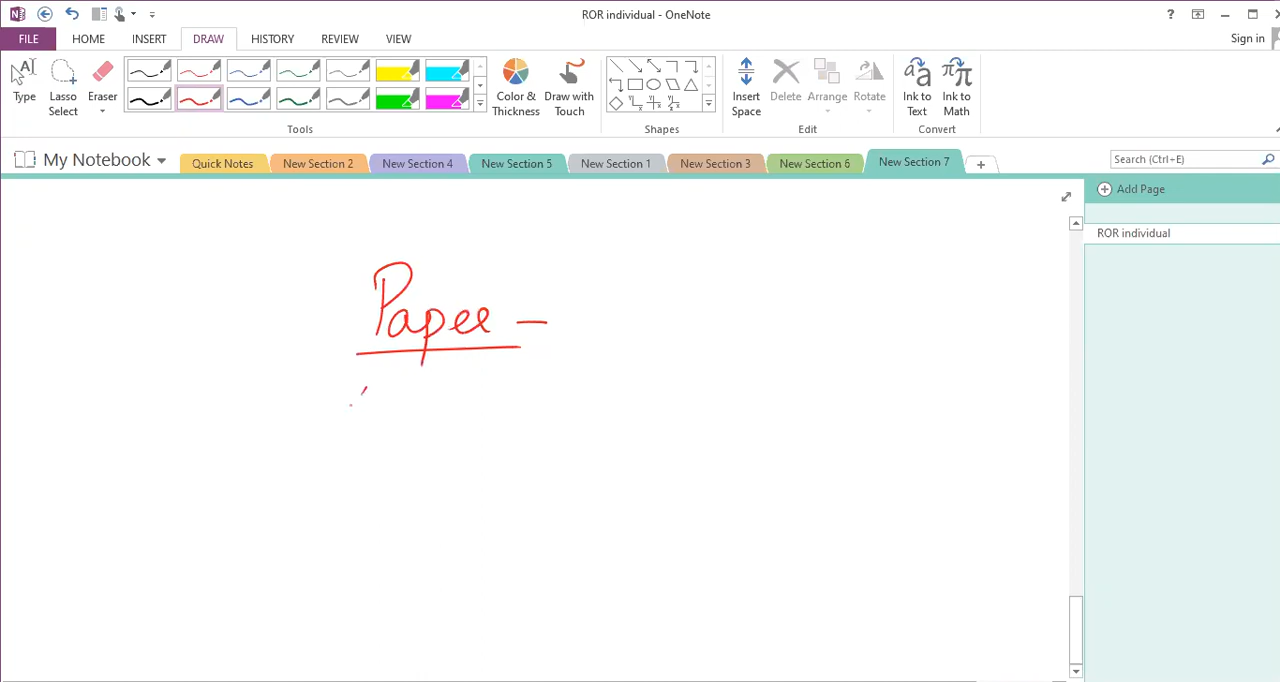 ROR individual - OneNote
?
Sign in
FILE HOME INSERT DRAW HISTORY REVIEW VIEW
Type
Lasso Select
Eraser
Color & Thickness
Draw with Touch
Insert Space
Delete
Arrange
Rotate
Ink to Text
Ink to Math
Tools
Shapes
Edit
Convert
My Notebook
Quick Notes New Section 2 New Section 4 New Section 5 New Section 1 New Section 3 New Section 6 New Section 7
Search (Ctrl+E)
Add Page
ROR individual
Paper -